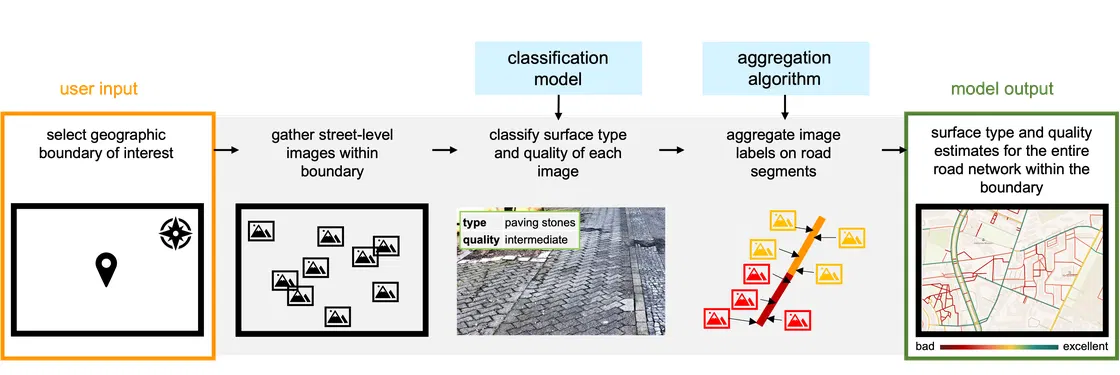 classification
model
aggregation
algorithm
user input
model output
select geographic
boundary of interest
gather street-level
images within
boundary
classify surface type
and quality of each
image
aggregate image
labels on road
segments
surface type and quality
estimates for the entire
road network within the
boundary
type paving stones
quality intermediate
bad excellent